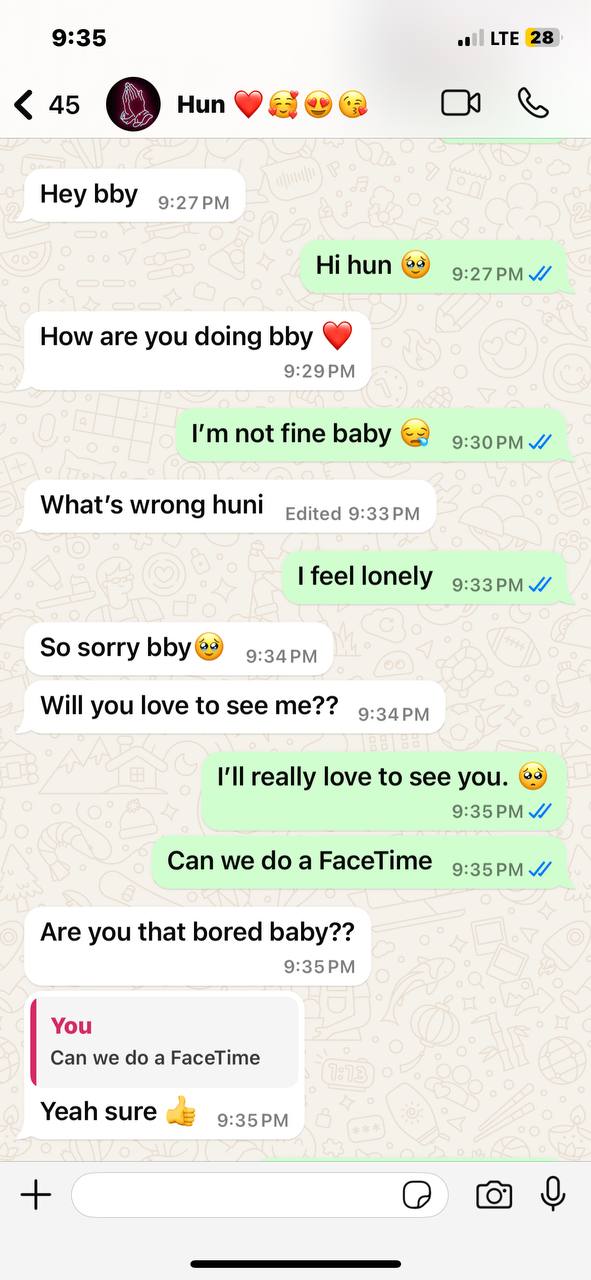 9:35
LTE 28
45
Hun ❤️🥰😍😘
Hey bby 9:27 PM
Hi hun 🥹 9:27 PM
How are you doing bby ❤️
9:29 PM
I'm not fine baby 😪 9:30 PM
What's wrong huni Edited 9:33 PM
I feel lonely 9:33 PM
So sorry bby🥹 9:34 PM
Will you love to see me?? 9:34 PM
I'll really love to see you. 🥺
9:35 PM
Can we do a FaceTime 9:35 PM
Are you that bored baby??
9:35 PM
You
Can we do a FaceTime
Yeah sure 👍 9:35 PM